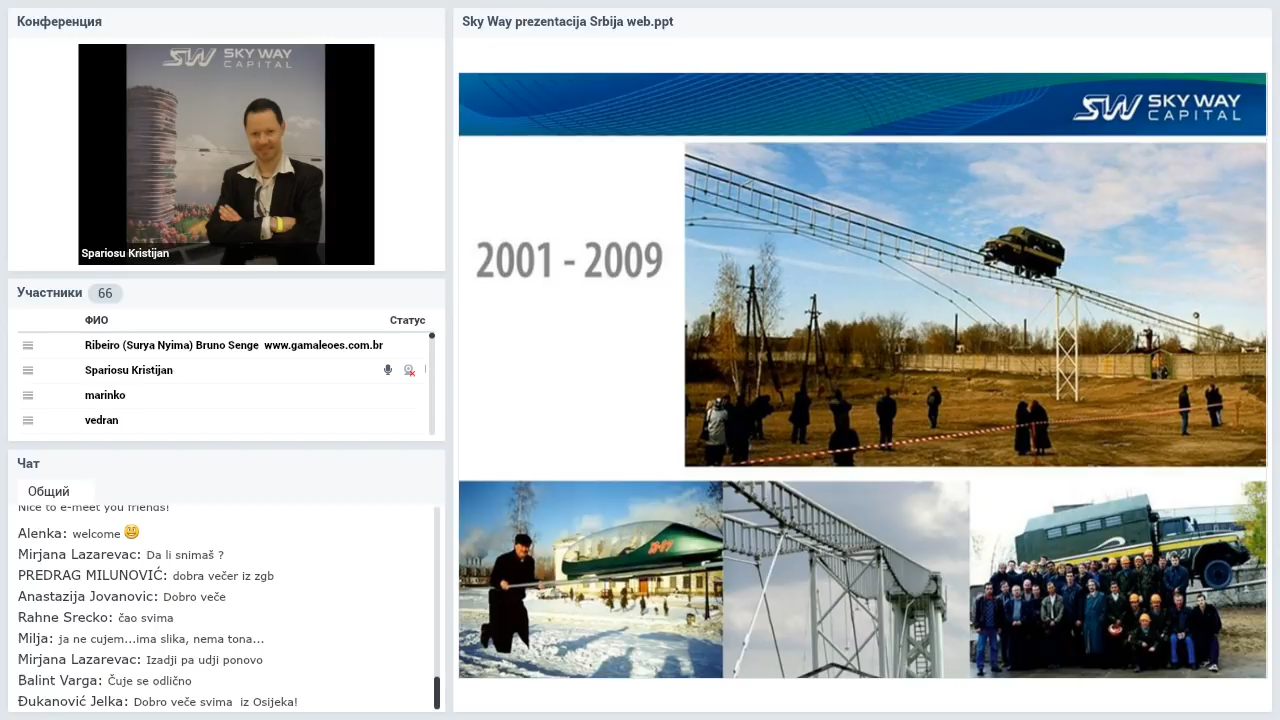 Конференция
SKY WAY
CAPITAL
Spariosu Kristijan
Участники 66
ФИО Статус
Ribeiro (Surya Nyima) Bruno Senge www.gamaleoes.com.br
Spariosu Kristijan
marinko
vedran
Чат
Общий
Nice to e-meet you friends!
Alenka: welcome
Mirjana Lazarevac: Da li snimaš ?
PREDRAG MILUNOVIĆ: dobra večer iz zgb
Anastazija Jovanovic: Dobro veče
Rahne Srecko: čao svima
Milja: ja ne cujem...ima slika, nema tona...
Mirjana Lazarevac: Izadji pa udji ponovo
Balint Varga: Čuje se odlično
Đukanović Jelka: Dobro veče svima iz Osijeka!
Sky Way prezentacija Srbija web.ppt
SW SKY WAY
CAPITAL
2001 - 2009